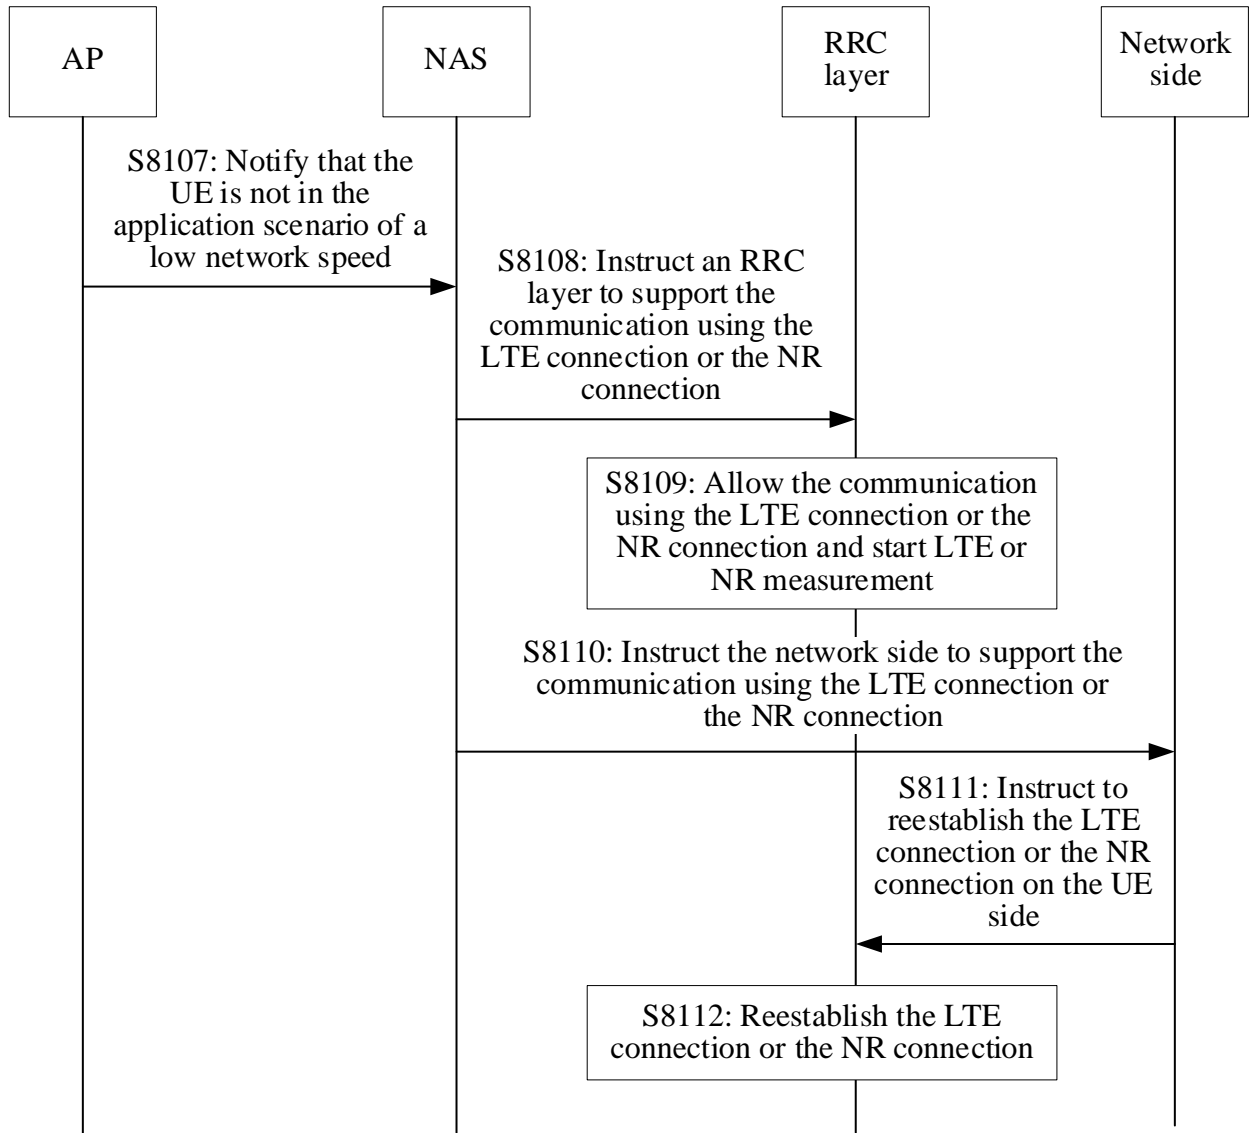 AP
NAS
RRC
layer
Network
side
S8107: Notify that the
UE is not in the
application scenario of a
low network speed
S8108: Instruct an RRC
layer to support the
communication using the
LTE connection or the NR
connection
S8109: Allow the communication
using the LTE connection or the
NR connection and start LTE or
NR measurement
S8110: Instruct the network side to support the
communication using the LTE connection or
the NR connection
S8111: Instruct to
reestablish the LTE
connection or the NR
connection on the UE
side
S8112: Reestablish the LTE
connection or the NR connection